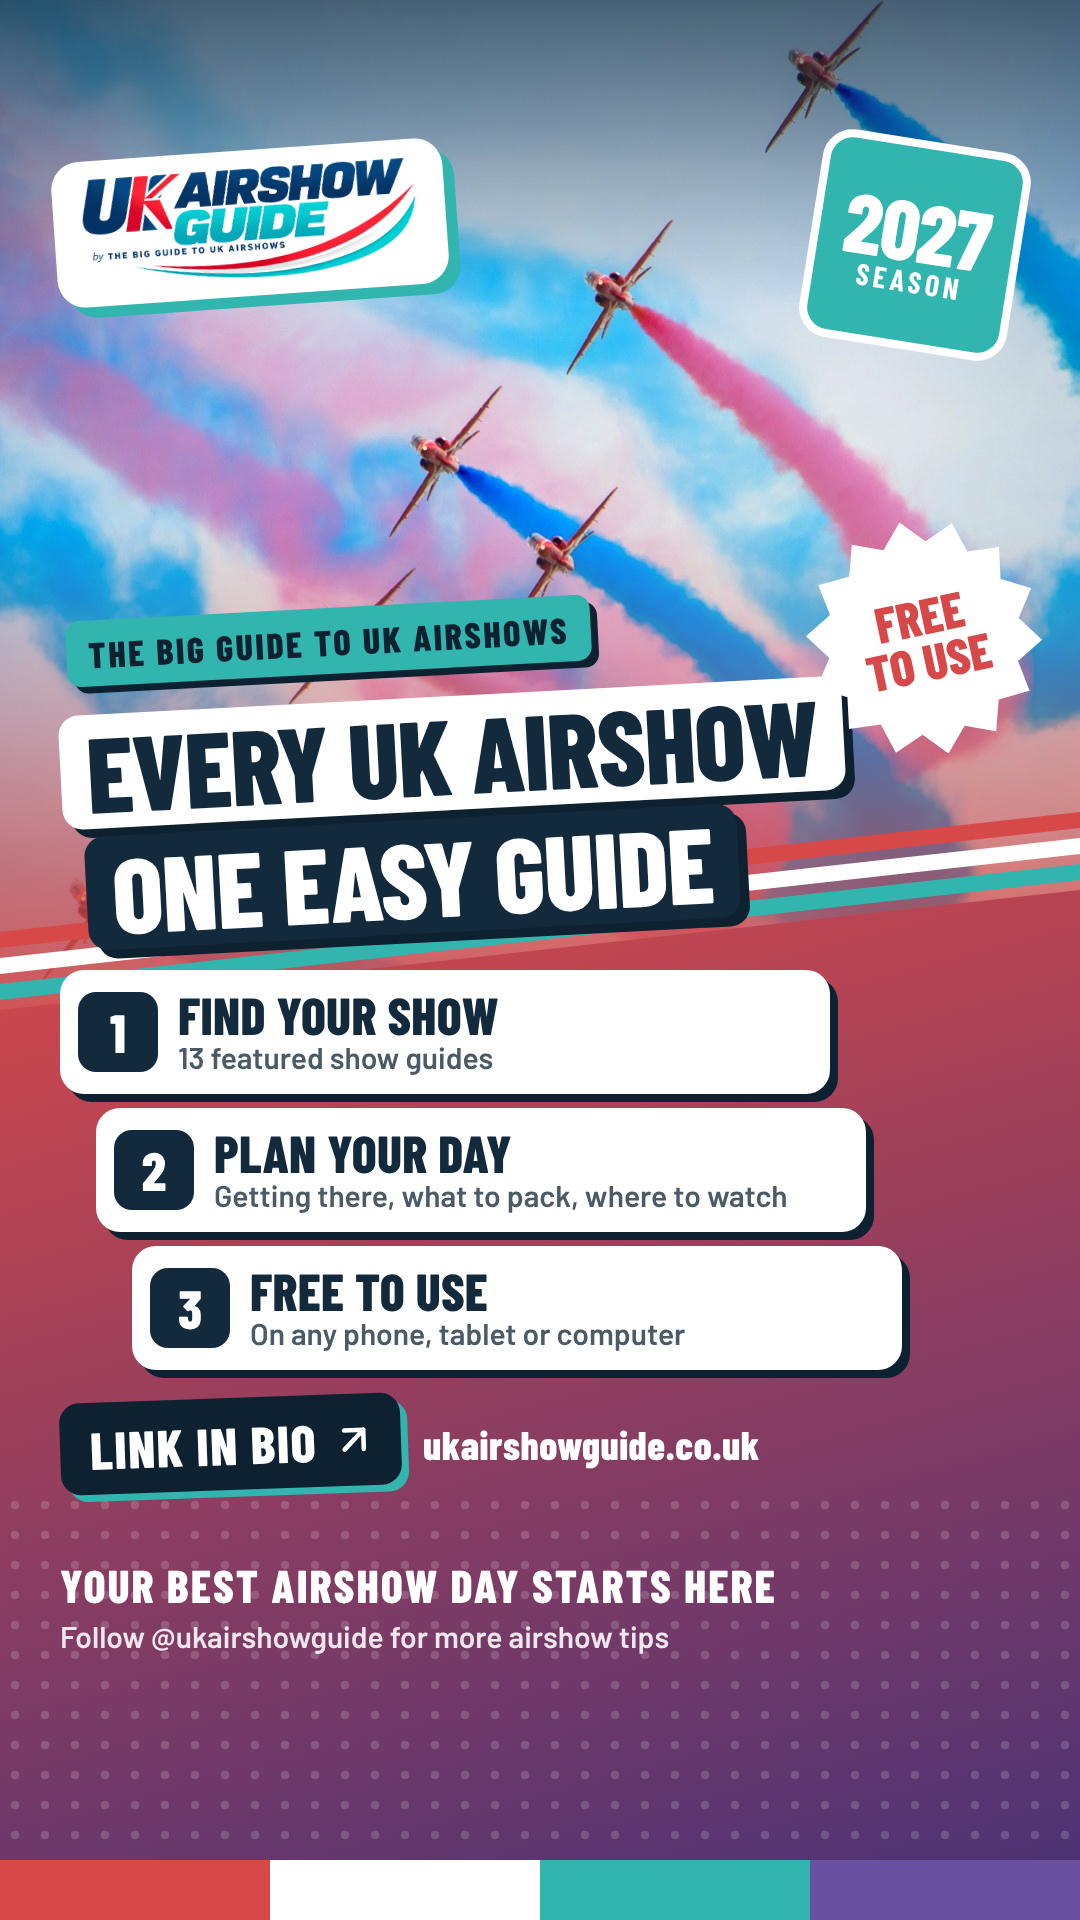 UK AIRSHOW
GUIDE
by THE BIG GUIDE TO UK AIRSHOWS
2027
SEASON
FREE
TO USE
THE BIG GUIDE TO UK AIRSHOWS
EVERY UK AIRSHOW
ONE EASY GUIDE
1
FIND YOUR SHOW
13 featured show guides
2
PLAN YOUR DAY
Getting there, what to pack, where to watch
3
FREE TO USE
On any phone, tablet or computer
LINK IN BIO
ukairshowguide.co.uk
YOUR BEST AIRSHOW DAY STARTS HERE
Follow @ukairshowguide for more airshow tips